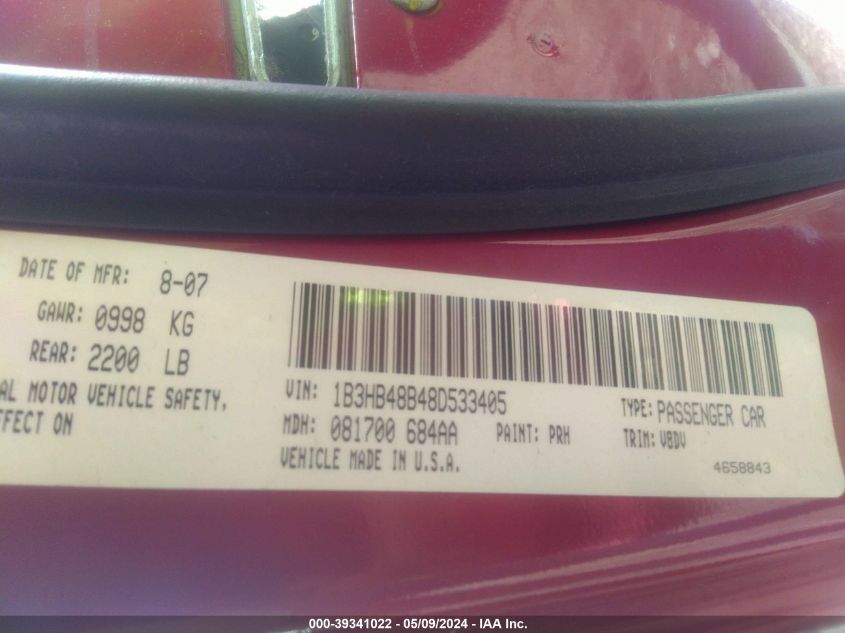 DATE OF MFR: 8-07
GAWR: 0998 KG
REAR: 2200 LB
AL MOTOR VEHICLE SAFETY,
FFECT ON
VIN: 1B3HB48B48D533405
TYPE: PASSENGER CAR
MDH: 081700 684AA
PAINT: PRH
TRIM: V8DV
VEHICLE MADE IN U.S.A.
4658843
000-39341022 - 05/09/2024 - IAA Inc.